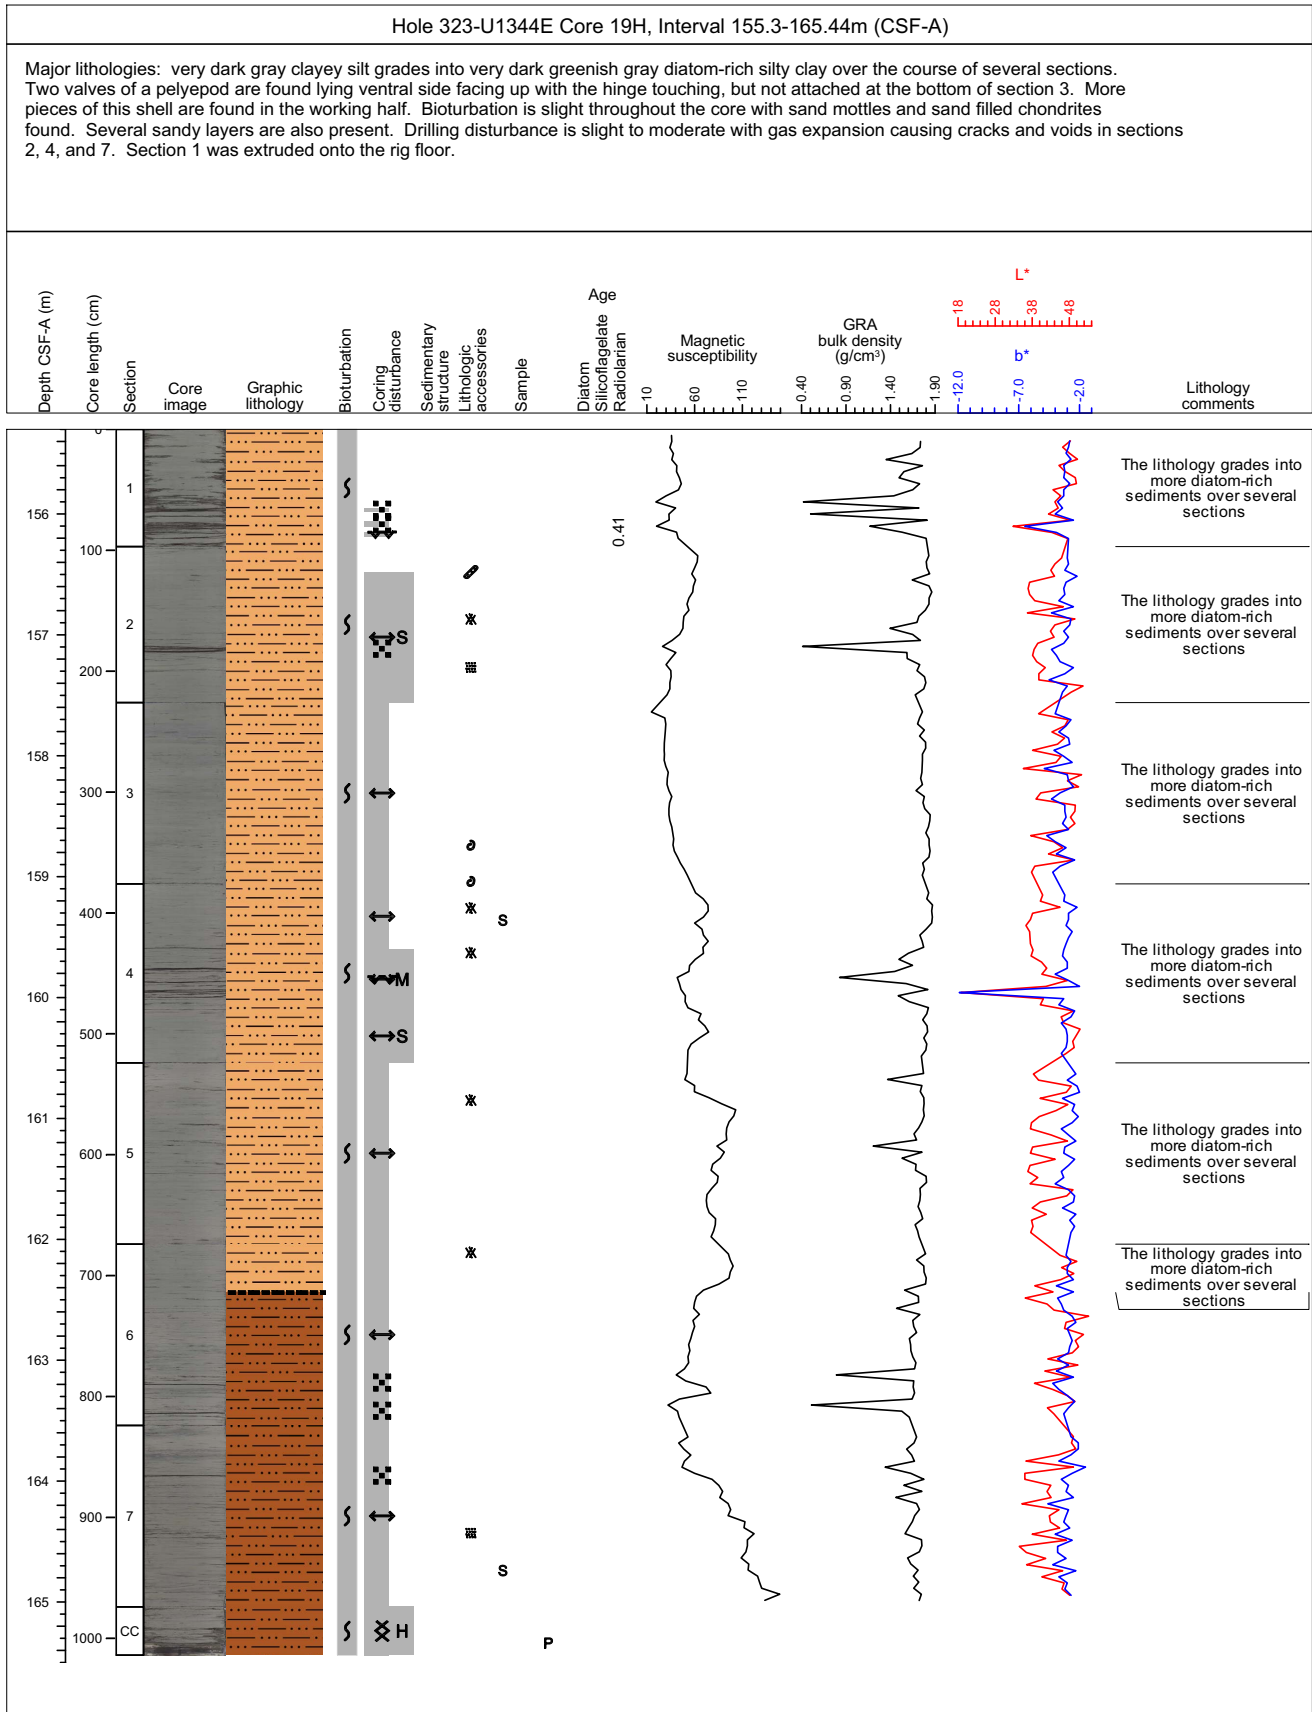 Hole 323-U1344E Core 19H, Interval 155.3-165.44m (CSF-A)
Major lithologies: very dark gray clayey silt grades into very dark greenish gray diatom-rich silty clay over the course of several sections.
Two valves of a pelyepod are found lying ventral side facing up with the hinge touching, but not attached at the bottom of section 3. More
pieces of this shell are found in the working half. Bioturbation is slight throughout the core with sand mottles and sand filled chondrites
found. Several sandy layers are also present. Drilling disturbance is slight to moderate with gas expansion causing cracks and voids in sections
2, 4, and 7. Section 1 was extruded onto the rig floor.
Depth CSF-A (m)
Core length (cm)
Section
Core
image
Graphic
lithology
Bioturbation
Coring
disturbance
Sedimentary
structure
Lithologic
accessories
Sample
Age
Diatom
Silicoflagelate
Radiolarian
Magnetic
susceptibility
10
60
110
GRA
bulk density
(g/cm³)
0.40
0.90
1.40
1.90
L*
18
28
38
48
b*
-12.0
-7.0
-2.0
Lithology
comments
0
1
The lithology grades into
more diatom-rich
sediments over several
sections
156
0.41
100
2
The lithology grades into
more diatom-rich
sediments over several
sections
157
S
200
158
300
3
The lithology grades into
more diatom-rich
sediments over several
sections
159
400
S
4
M
The lithology grades into
more diatom-rich
sediments over several
sections
160
500
S
161
600
5
The lithology grades into
more diatom-rich
sediments over several
sections
162
700
The lithology grades into
more diatom-rich
sediments over several
sections
6
163
800
164
900
7
S
165
1000
CC
H
P